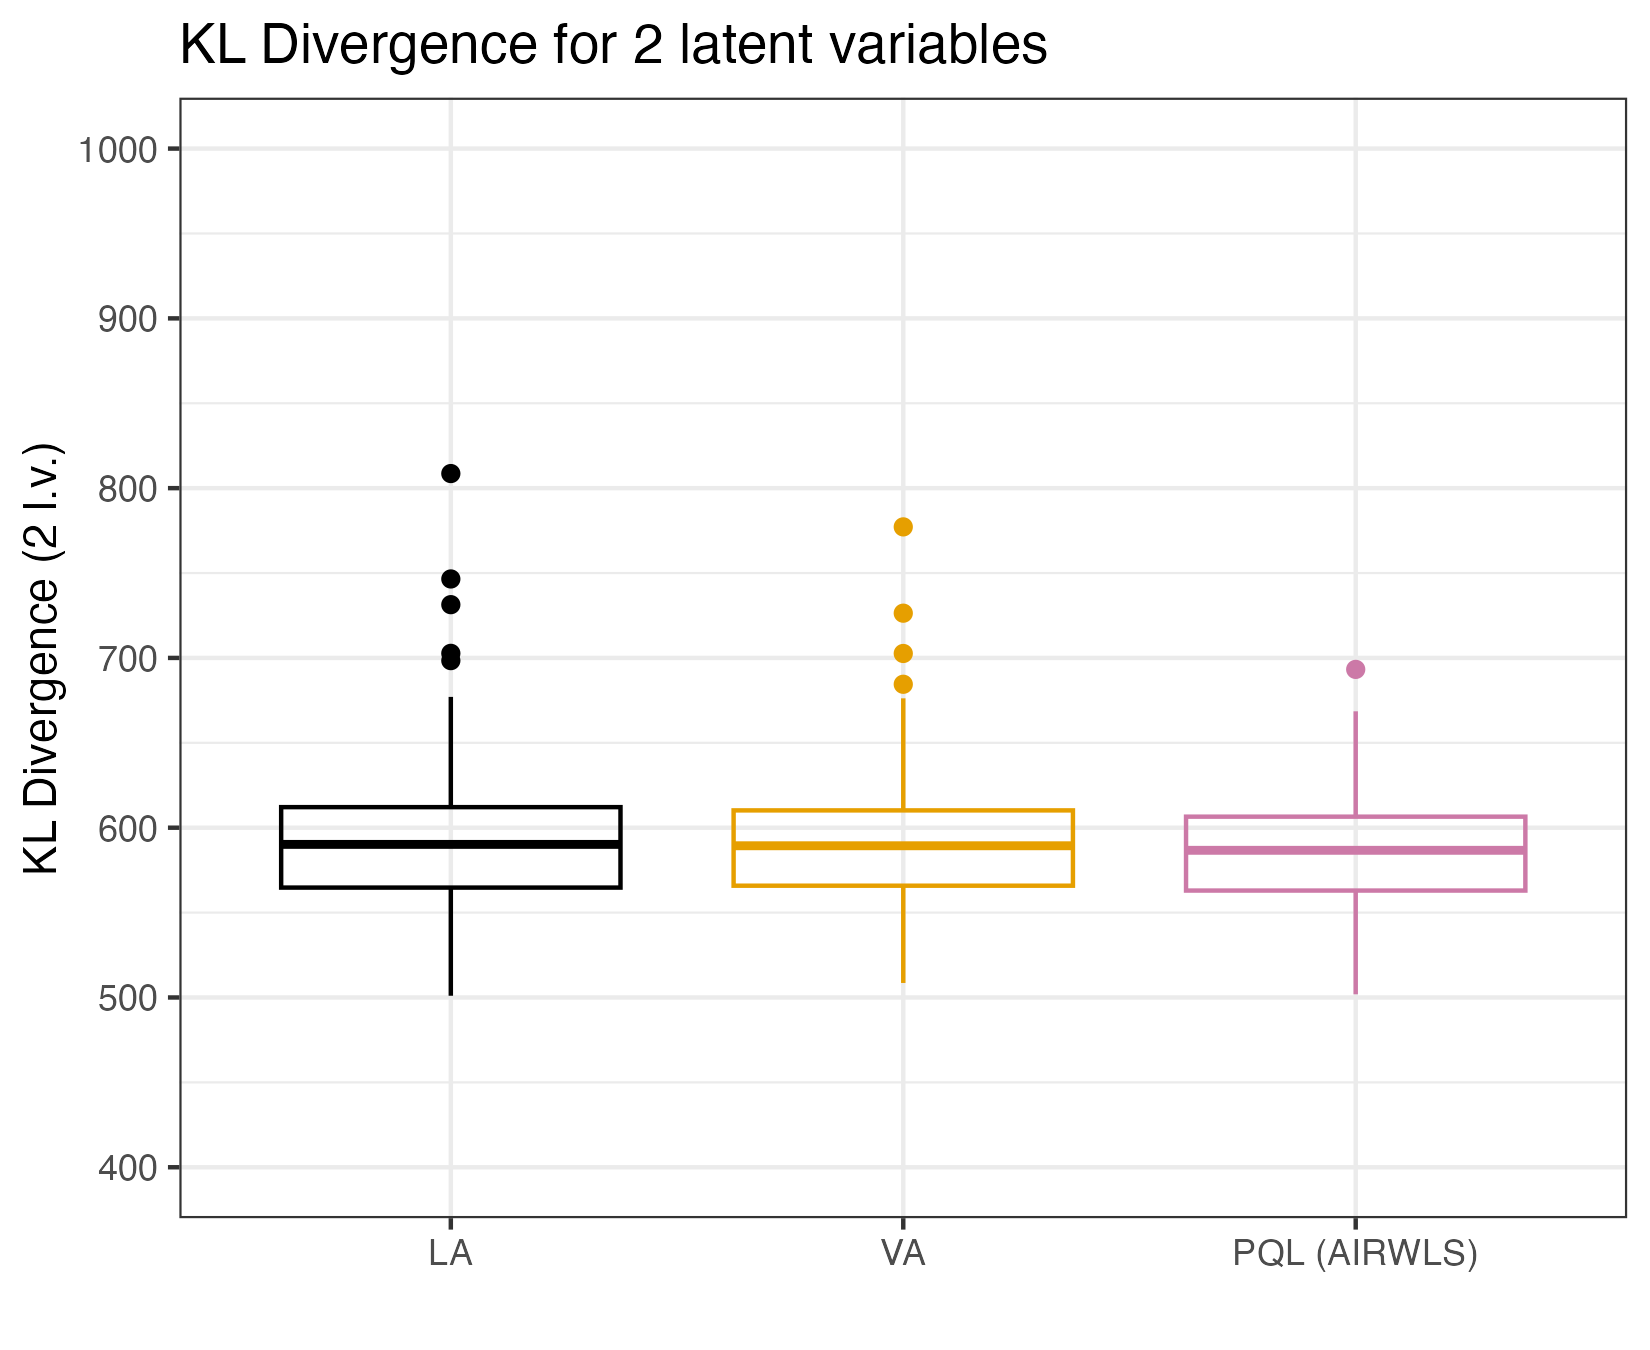 KL Divergence for 2 latent variables
KL Divergence (2 l.v.)
1000
900
800
700
600
500
400
LA
VA
PQL (AIRWLS)